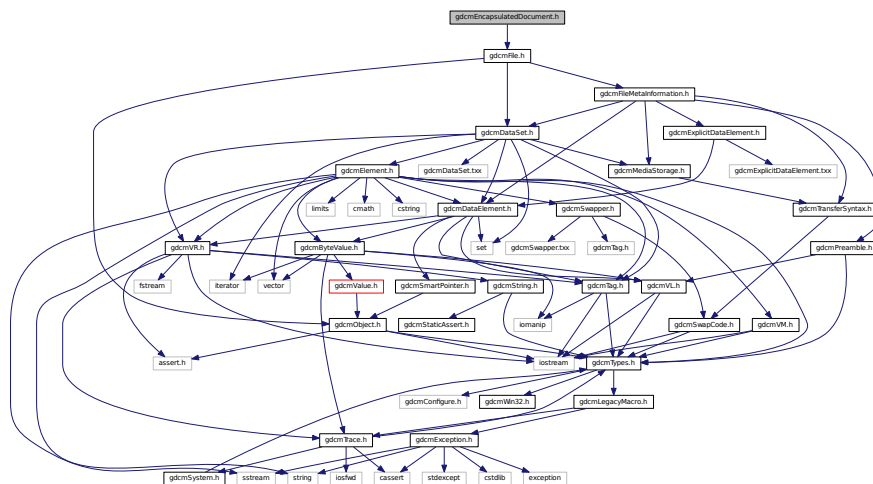 gdcmEncapsulatedDocument.h
gdcmFile.h
gdcmFileMetaInformation.h
gdcmDataSet.h
gdcmExplicitDataElement.h
gdcmElement.h
gdcmDataSet.txx
gdcmMediaStorage.h
gdcmExplicitDataElement.txx
limits
cmath
cstring
gdcmDataElement.h
gdcmSwapper.h
gdcmTransferSyntax.h
gdcmVR.h
gdcmByteValue.h
set
gdcmSwapper.txx
gdcmTag.h
gdcmPreamble.h
fstream
iterator
vector
gdcmValue.h
gdcmSmartPointer.h
gdcmString.h
gdcmTag.h
gdcmVL.h
gdcmObject.h
gdcmStaticAssert.h
iomanip
gdcmSwapCode.h
gdcmVM.h
assert.h
iostream
gdcmTypes.h
gdcmConfigure.h
gdcmWin32.h
gdcmLegacyMacro.h
gdcmTrace.h
gdcmException.h
gdcmSystem.h
sstream
string
iosfwd
cassert
stdexcept
cstdlib
exception